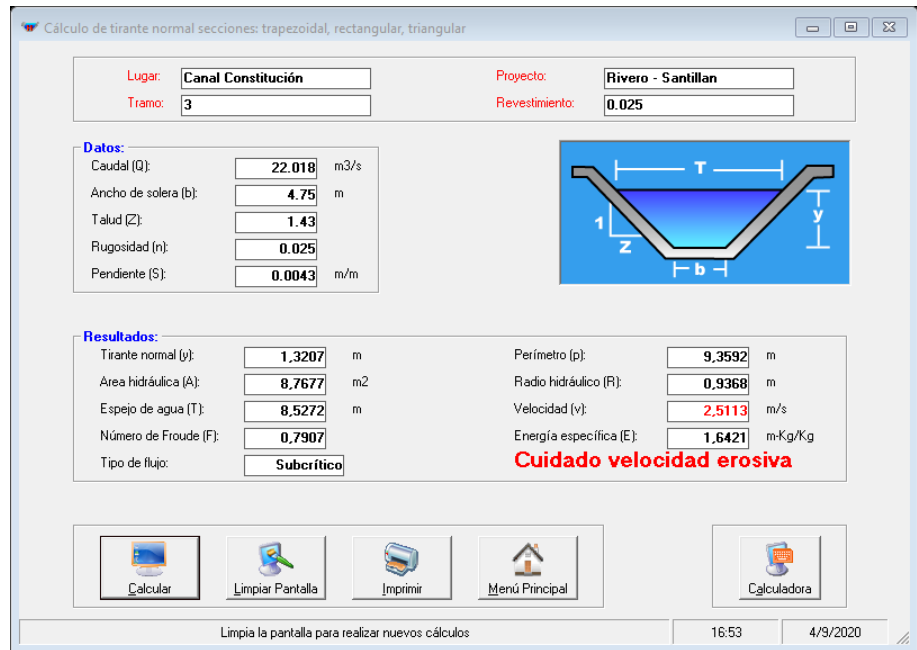 Cálculo de tirante normal secciones: trapezoidal, rectangular, triangular
Lugar: Canal Constitución Proyecto: Rivero - Santillan
Tramo: 3 Revestimiento: 0.025
Datos:
Caudal (Q): 22.018 m3/s
Ancho de solera (b): 4.75 m
Talud (Z): 1.43
Rugosidad (n): 0.025
Pendiente (S): 0.0043 m/m
T
y
1
Z
b
Resultados:
Tirante normal (y): 1,3207 m Perímetro (p): 9,3592 m
Area hidráulica (A): 8,7677 m2 Radio hidráulico (R): 0,9368 m
Espejo de agua (T): 8,5272 m Velocidad (v): 2,5113 m/s
Número de Froude (F): 0,7907 Energía específica (E): 1,6421 m-Kg/Kg
Tipo de flujo: Subcrítico Cuidado velocidad erosiva
Calcular Limpiar Pantalla Imprimir Menú Principal Calculadora
Limpia la pantalla para realizar nuevos cálculos 16:53 4/9/2020